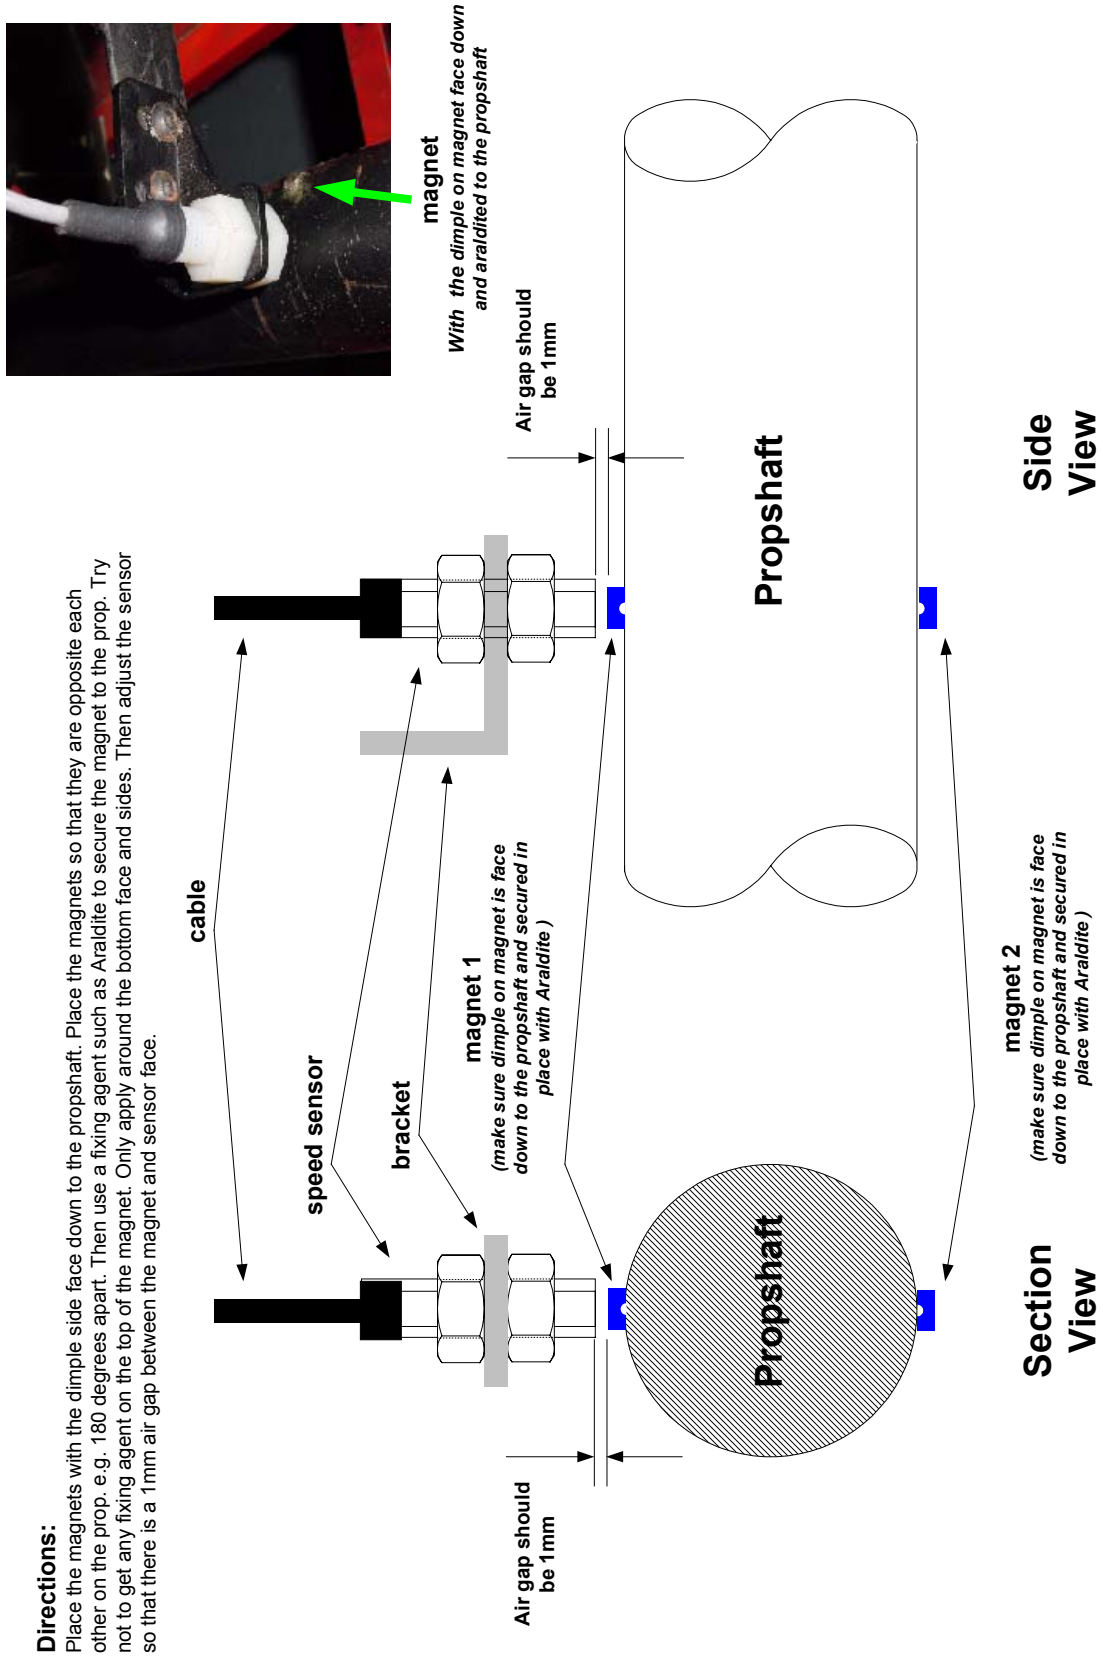 Directions:
Place the magnets with the dimple side face down to the propshaft. Place the magnets so that they are opposite each
other on the prop. e.g. 180 degrees apart. Then use a fixing agent such as Araldite to secure the magnet to the prop. Try
not to get any fixing agent on the top of the magnet. Only apply around the bottom face and sides. Then adjust the sensor
so that there is a 1mm air gap between the magnet and sensor face.
cable
speed sensor
bracket
magnet 1
(make sure dimple on magnet is face
down to the propshaft and secured in
place with Araldite )
magnet
With the dimple on magnet face down
and araldited to the propshaft
Air gap should
be 1mm
Air gap should
be 1mm
Propshaft
Propshaft
magnet 2
(make sure dimple on magnet is face
down to the propshaft and secured in
place with Araldite )
Section
View
Side
View